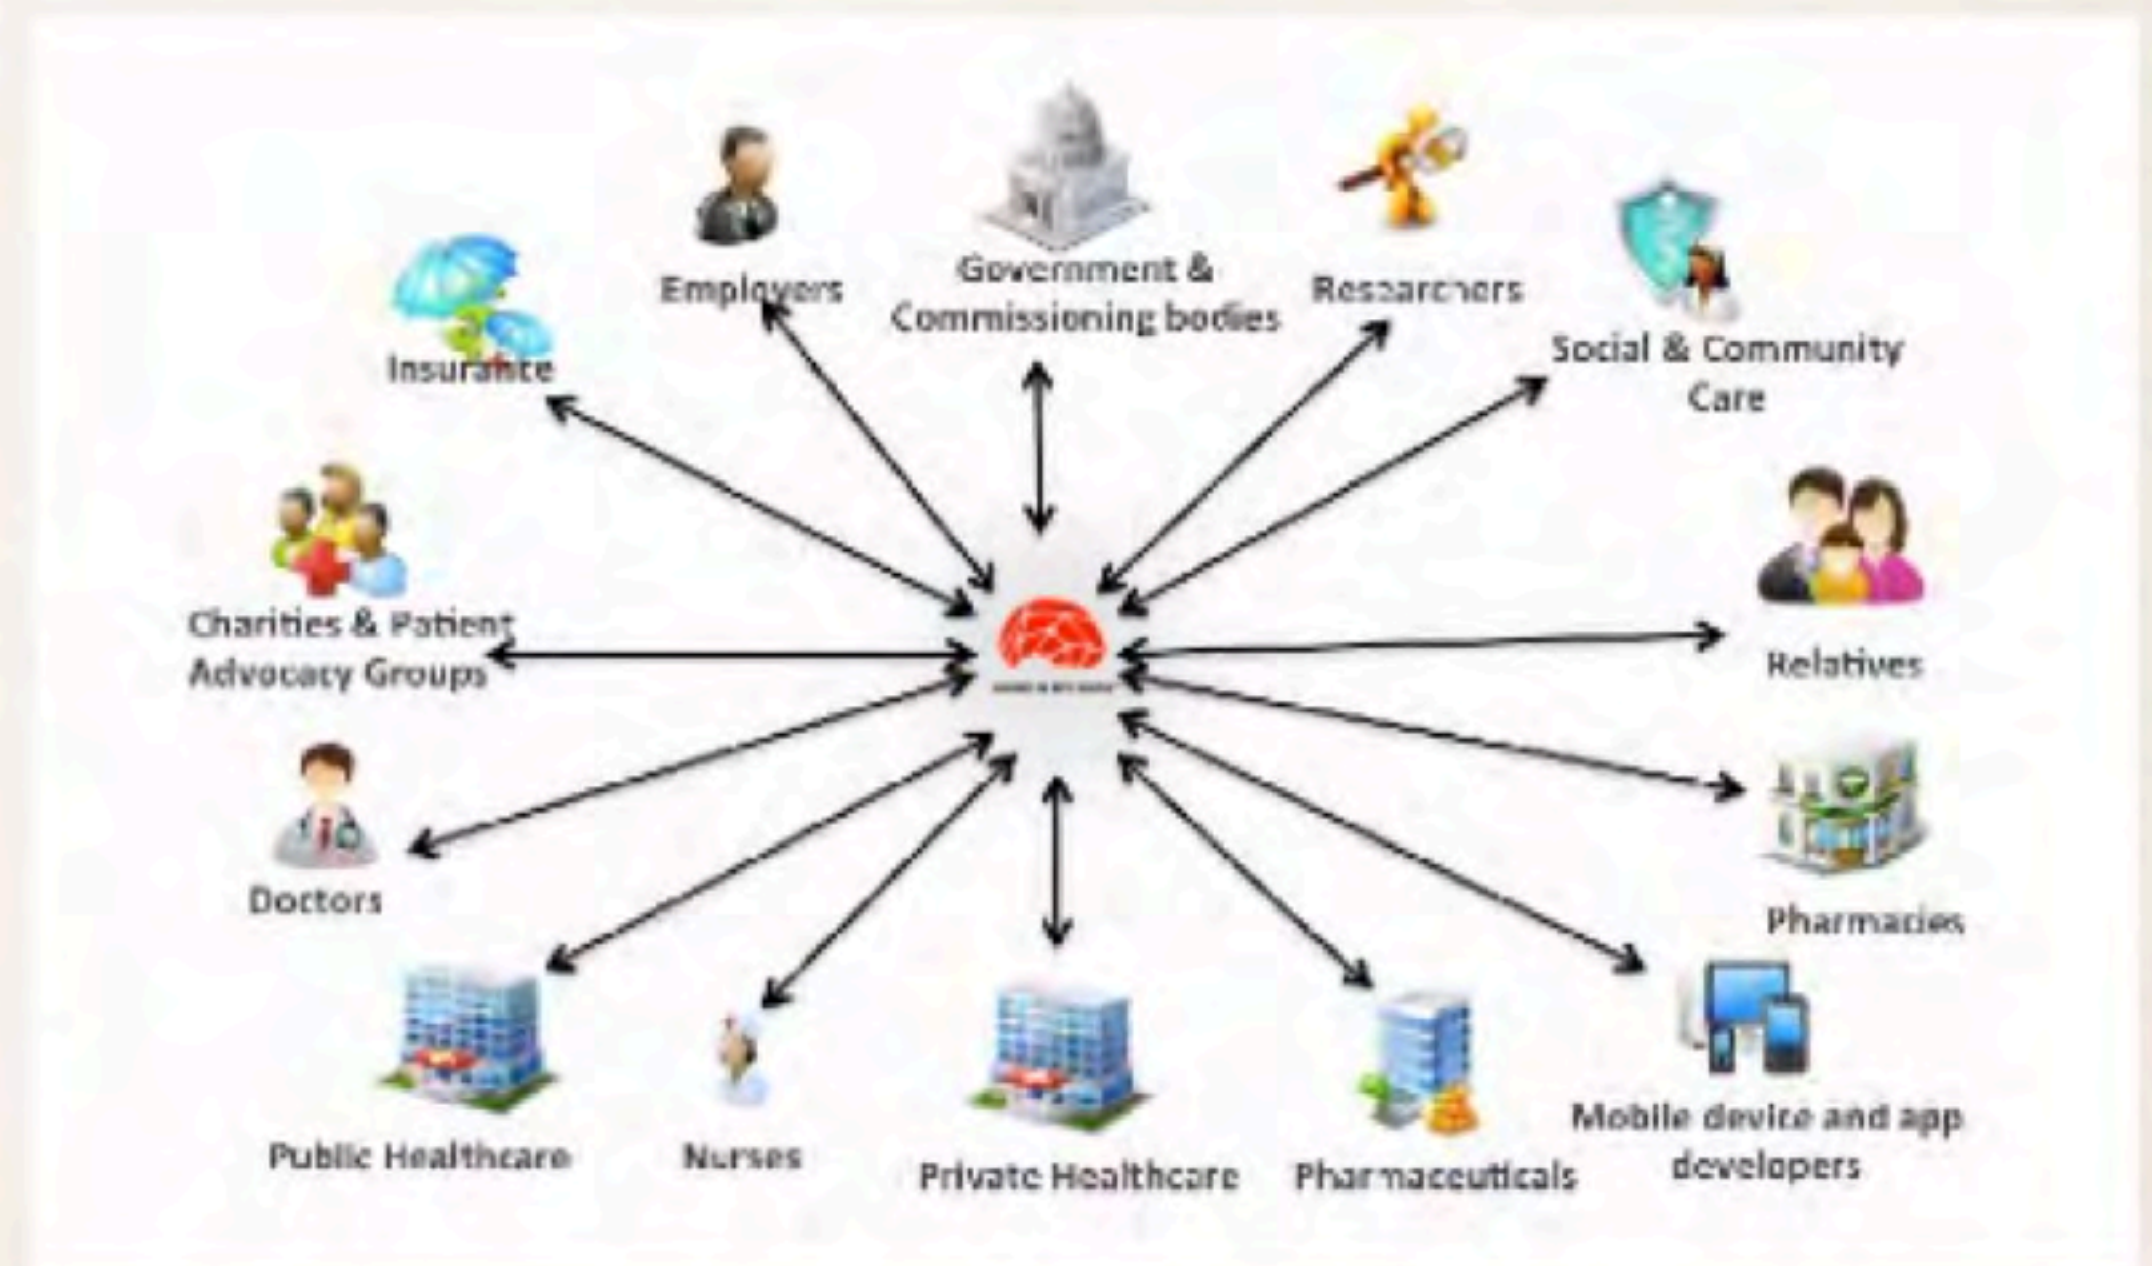 Government &
Commissioning bodies
Employers
Researchers
Insurance
Social & Community
Care
Charities & Patient
Advocacy Groups
Relatives
Doctors
Pharmacies
Public Healthcare
Nurses
Private Healthcare
Pharmaceuticals
Mobile device and app
developers